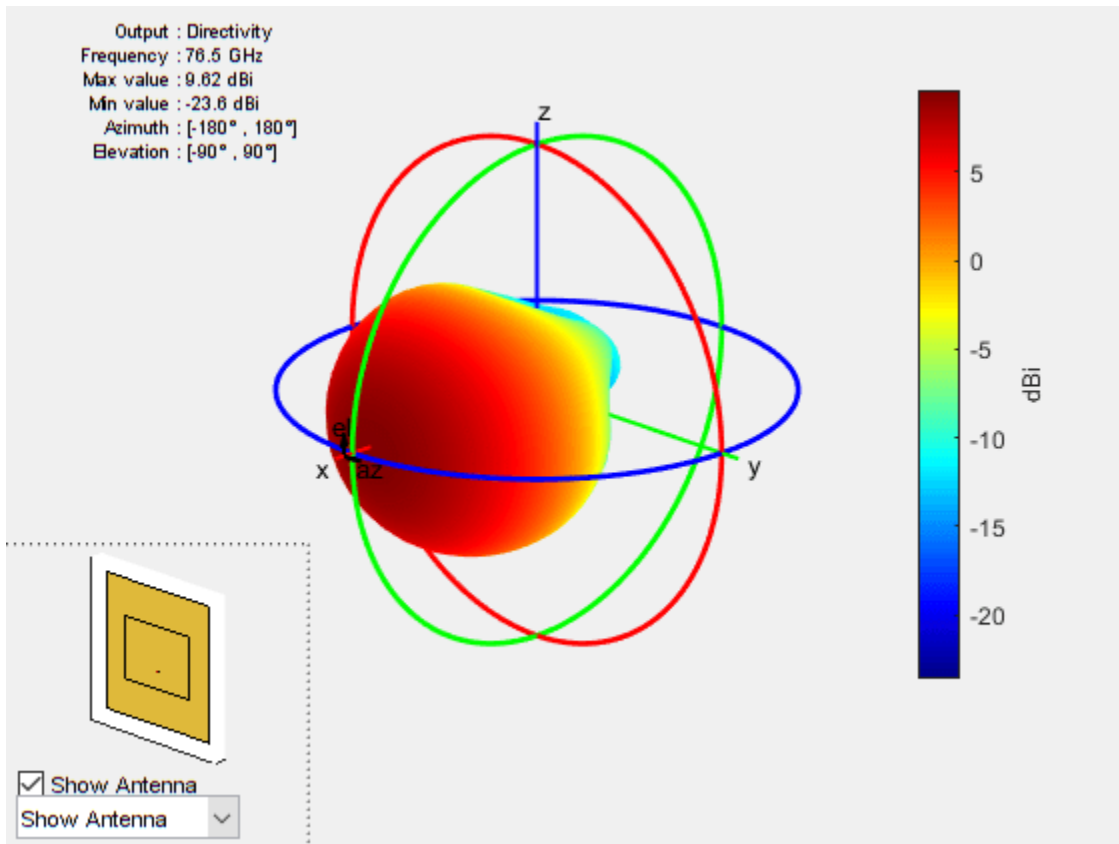 Output : Directivity
Frequency : 76.5 GHz
Max value : 9.62 dBi
Min value : -23.6 dBi
Azimuth : [-180° , 180°]
Elevation : [-90° , 90°]
z
x
y
el
az
5
0
-5
-10
-15
-20
dBi
Show Antenna
Show Antenna